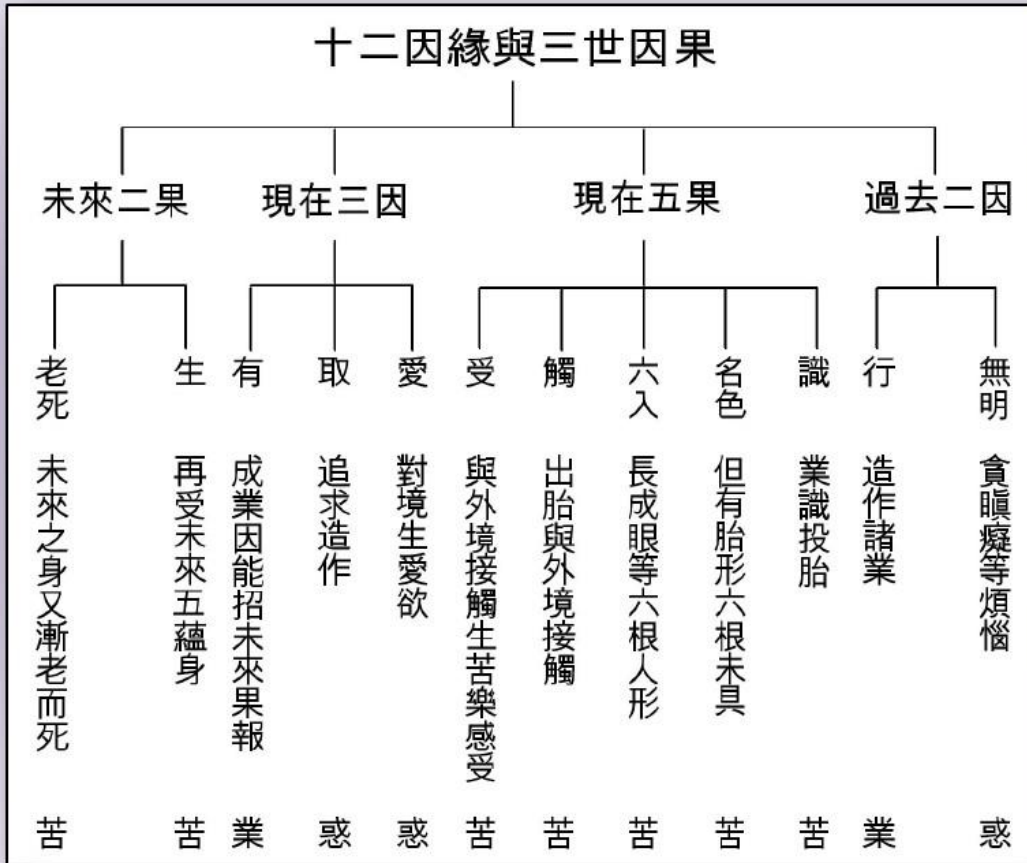 十二因緣與三世因果
過去二因
現在五果
現在三因
未來二果
無明
貪瞋癡等煩惱
惑
行
造作諸業
業
識
業識投胎
苦
名色
但有胎形六根未具
苦
六入
長成眼等六根人形
苦
觸
出胎與外境接觸
苦
受
與外境接觸生苦樂感受
苦
愛
對境生愛欲
惑
取
追求造作
惑
有
成業因能招未來果報
業
生
再受未來五蘊身
苦
老死
未來之身又漸老而死
苦